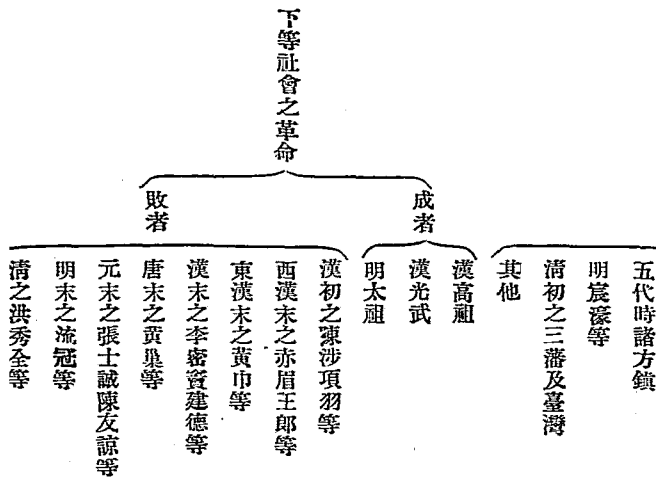 五代時諸方鎭
明宸濠等
清初之三藩及臺灣
其他
下等社會之革命
成者
漢高祖
漢光武
明太祖
敗者
漢初之陳涉項羽等
西漢末之赤眉王郎等
東漢末之黃巾等
漢末之李密竇建德等
唐末之黃巢等
元末之張士誠陳友諒等
明末之流冠等
清之洪秀全等